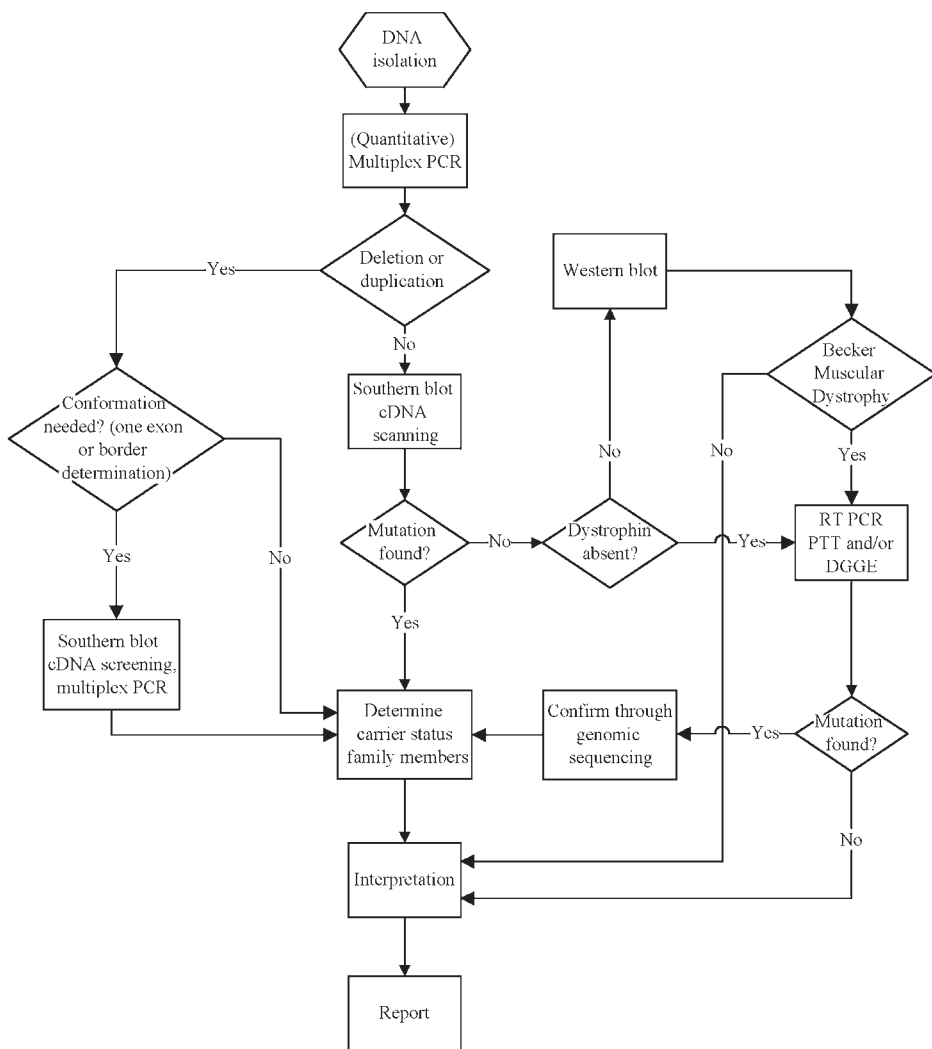 DNA
isolation
(Quantitative)
Multiplex PCR
Deletion or
duplication
Yes
No
Western blot
Becker
Muscular
Dystrophy
Conformation
needed? (one exon
or border
determination)
Southern blot
cDNA
scanning
No
No
Yes
Mutation
found?
No
Dystrophin
absent?
Yes
RT PCR
PTT and/or
DGGE
Yes
No
Yes
Southern blot
cDNA screening,
multiplex PCR
Determine
carrier status
family members
Confirm through
genomic
sequencing
Yes
Mutation
found?
No
Interpretation
Report